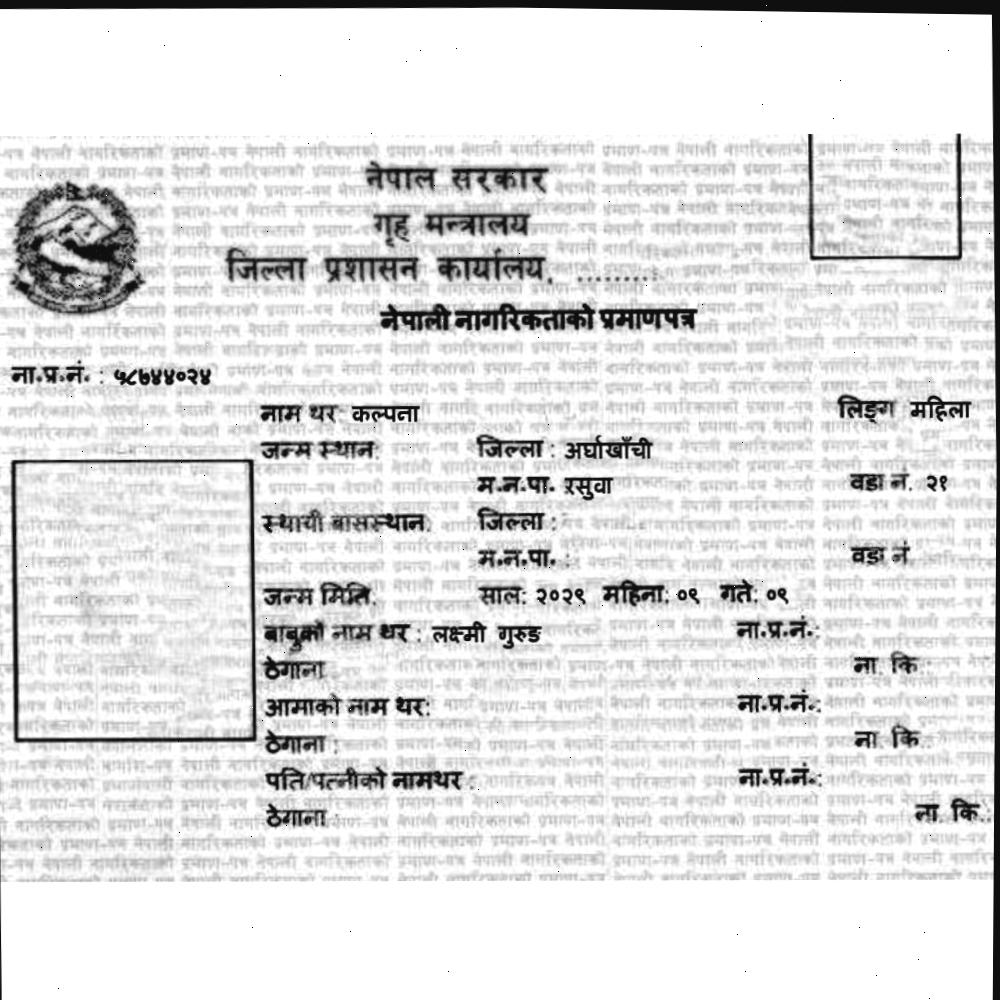 नेपाल सरकार
गृह मन्त्रालय
जिल्ला प्रशासन कार्यालय, .........
नेपाली नागरिकताको प्रमाणपत्र
ना.प्र.नं. : ५८७४४०२४
नाम थर: कल्पना लिङ्ग महिला
जन्म स्थान: जिल्ला : अर्घाखाँची
म.न.पा. रसुवा वडा नं. २१
स्थायी बासस्थान: जिल्ला :
म.न.पा. : वडा नं
जन्म मिति: साल: २०२९ महिना: ०९ गते: ०९
बाबुको नाम थर : लक्ष्मी गुरुङ ना.प्र.नं.:
ठेगाना ना. कि :
आमाको नाम थर: ना.प्र.नं.:
ठेगाना : ना. कि :
पति/पत्नीको नामथर : ना.प्र.नं.:
ठेगाना : ना. कि :